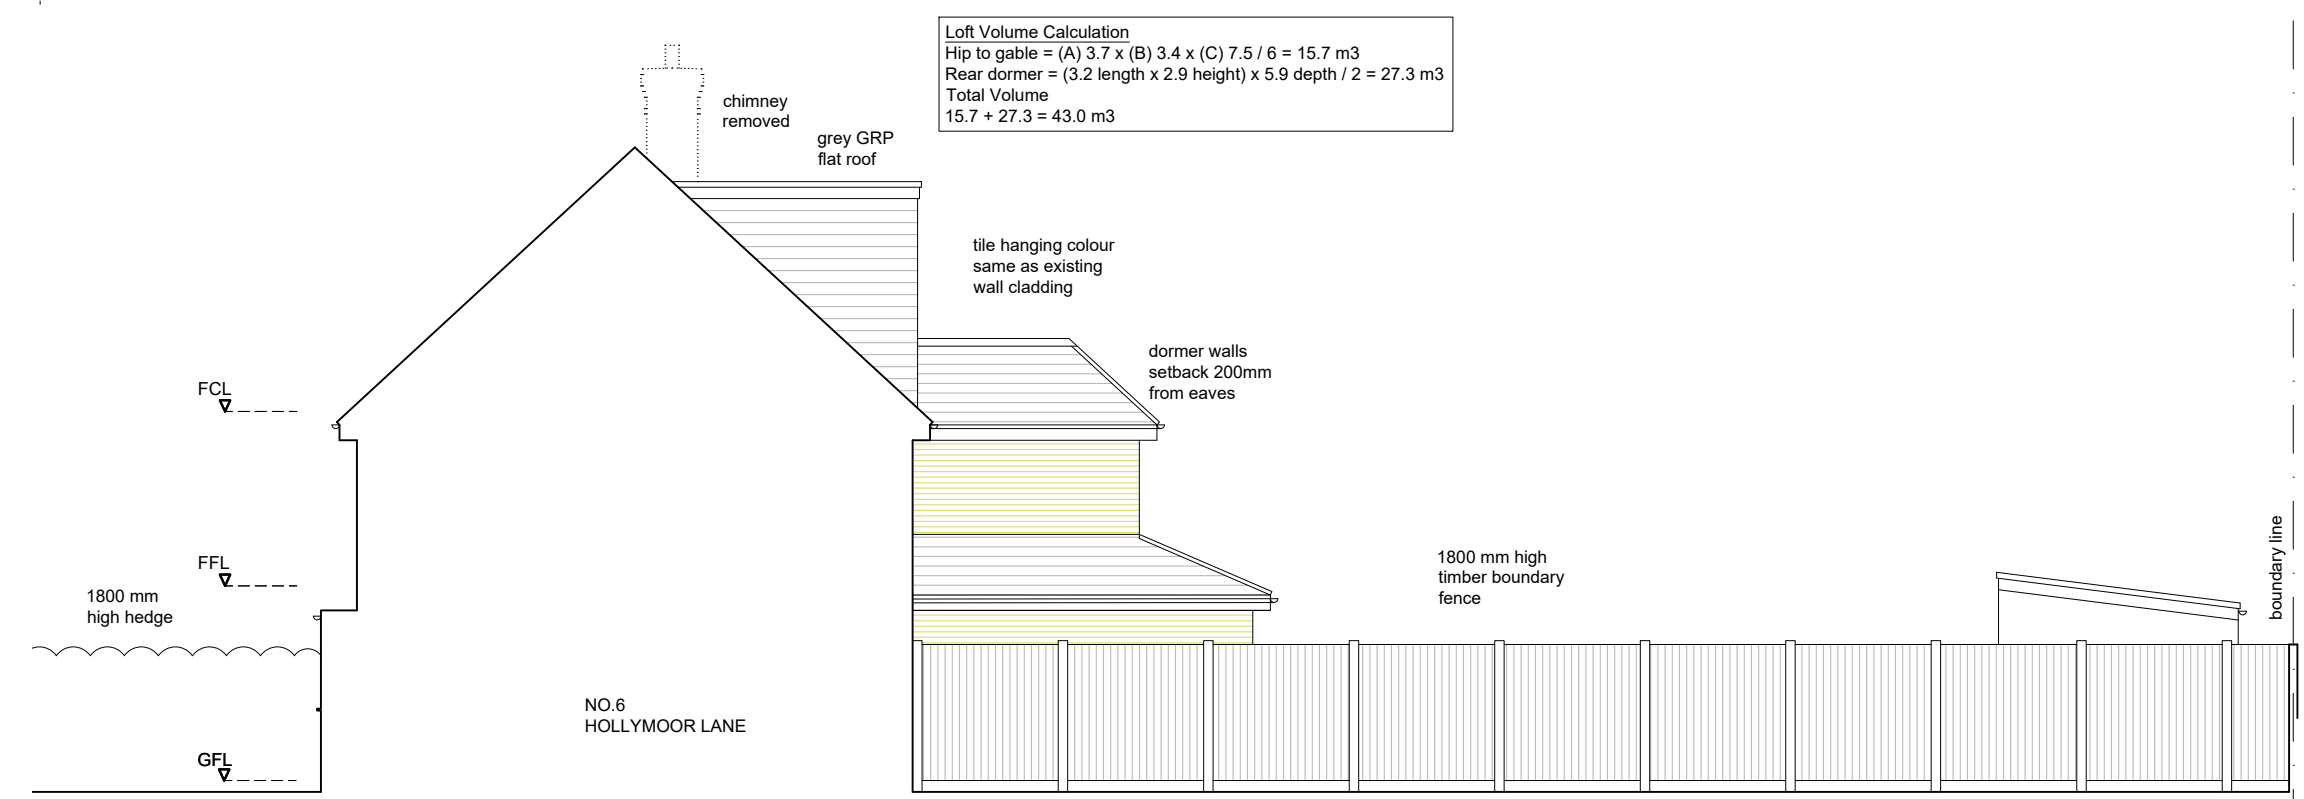 Loft Volume Calculation
Hip to gable = (A) 3.7 x (B) 3.4 x (C) 7.5 / 6 = 15.7 m3
Rear dormer = (3.2 length x 2.9 height) x 5.9 depth / 2 = 27.3 m3
Total Volume
15.7 + 27.3 = 43.0 m3
chimney
removed
grey GRP
flat roof
tile hanging colour
same as existing
wall cladding
dormer walls
setback 200mm
from eaves
FCL
FFL
1800 mm
high hedge
1800 mm high
timber boundary
fence
boundary line
NO.6
HOLLYMOOR LANE
GFL